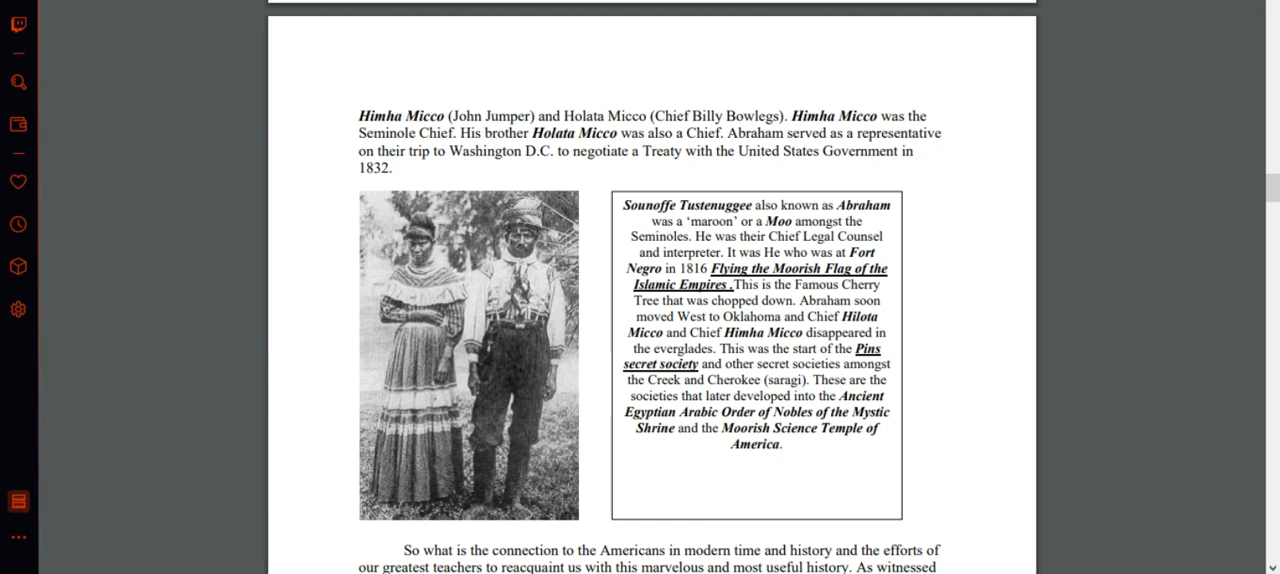 Himha Micco (John Jumper) and Holata Micco (Chief Billy Bowlegs). Himha Micco was the
Seminole Chief. His brother Holata Micco was also a Chief. Abraham served as a representative
on their trip to Washington D.C. to negotiate a Treaty with the United States Government in
1832.
Sounoffe Tustenuggee also known as Abraham
was a ‘maroon’ or a Moo amongst the
Seminoles. He was their Chief Legal Counsel
and interpreter. It was He who was at Fort
Negro in 1816 Flying the Moorish Flag of the
Islamic Empires .This is the Famous Cherry
Tree that was chopped down. Abraham soon
moved West to Oklahoma and Chief Hilota
Micco and Chief Himha Micco disappeared in
the everglades. This was the start of the Pins
secret society and other secret societies amongst
the Creek and Cherokee (saragi). These are the
societies that later developed into the Ancient
Egyptian Arabic Order of Nobles of the Mystic
Shrine and the Moorish Science Temple of
America.
So what is the connection to the Americans in modern time and history and the efforts of
our greatest teachers to reacquaint us with this marvelous and most useful history. As witnessed